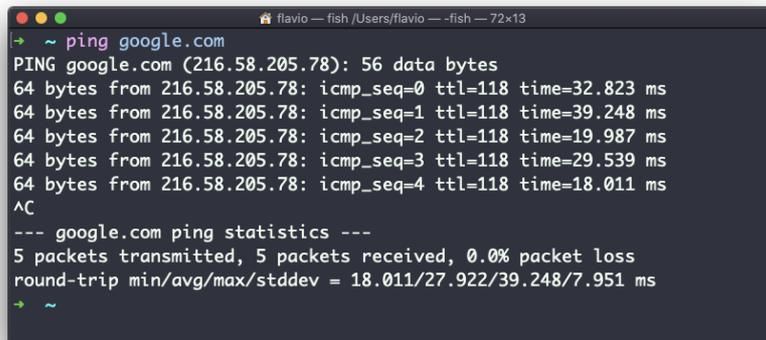 flavio — fish /Users/flavio — -fish — 72×13
➜ ~ ping google.com
PING google.com (216.58.205.78): 56 data bytes
64 bytes from 216.58.205.78: icmp_seq=0 ttl=118 time=32.823 ms
64 bytes from 216.58.205.78: icmp_seq=1 ttl=118 time=39.248 ms
64 bytes from 216.58.205.78: icmp_seq=2 ttl=118 time=19.987 ms
64 bytes from 216.58.205.78: icmp_seq=3 ttl=118 time=29.539 ms
64 bytes from 216.58.205.78: icmp_seq=4 ttl=118 time=18.011 ms
^C
--- google.com ping statistics ---
5 packets transmitted, 5 packets received, 0.0% packet loss
round-trip min/avg/max/stddev = 18.011/27.922/39.248/7.951 ms
➜ ~